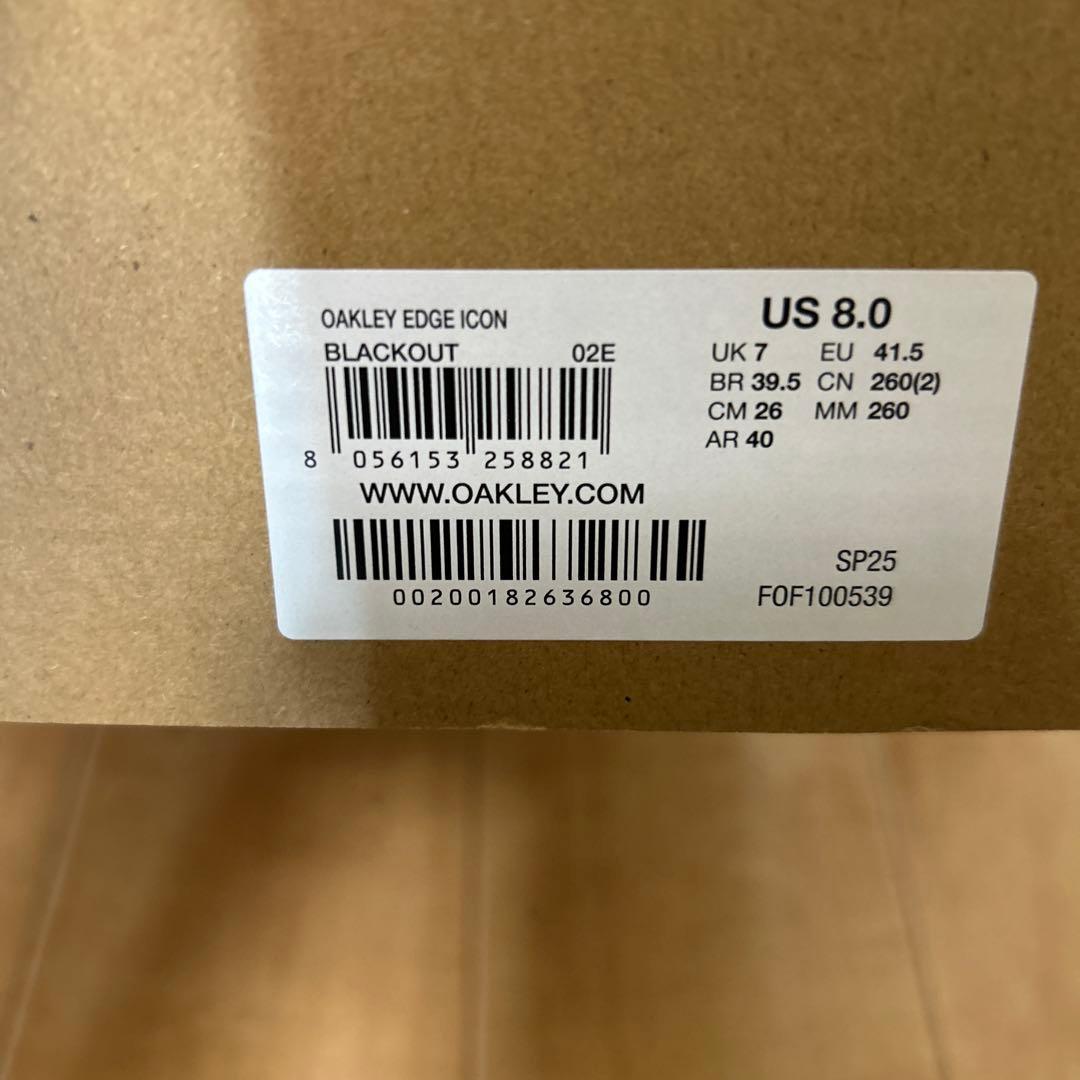 OAKLEY EDGE ICON
BLACKOUT 02E
8 056153 258821
WWW.OAKLEY.COM
00200182636800
US 8.0
UK 7 EU 41.5
BR 39.5 CN 260(2)
CM 26 MM 260
AR 40
SP25
FOF100539